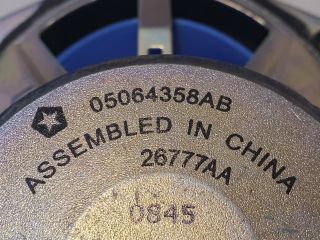 05064358AB
ASSEMBLED IN CHINA
26777AA
0845